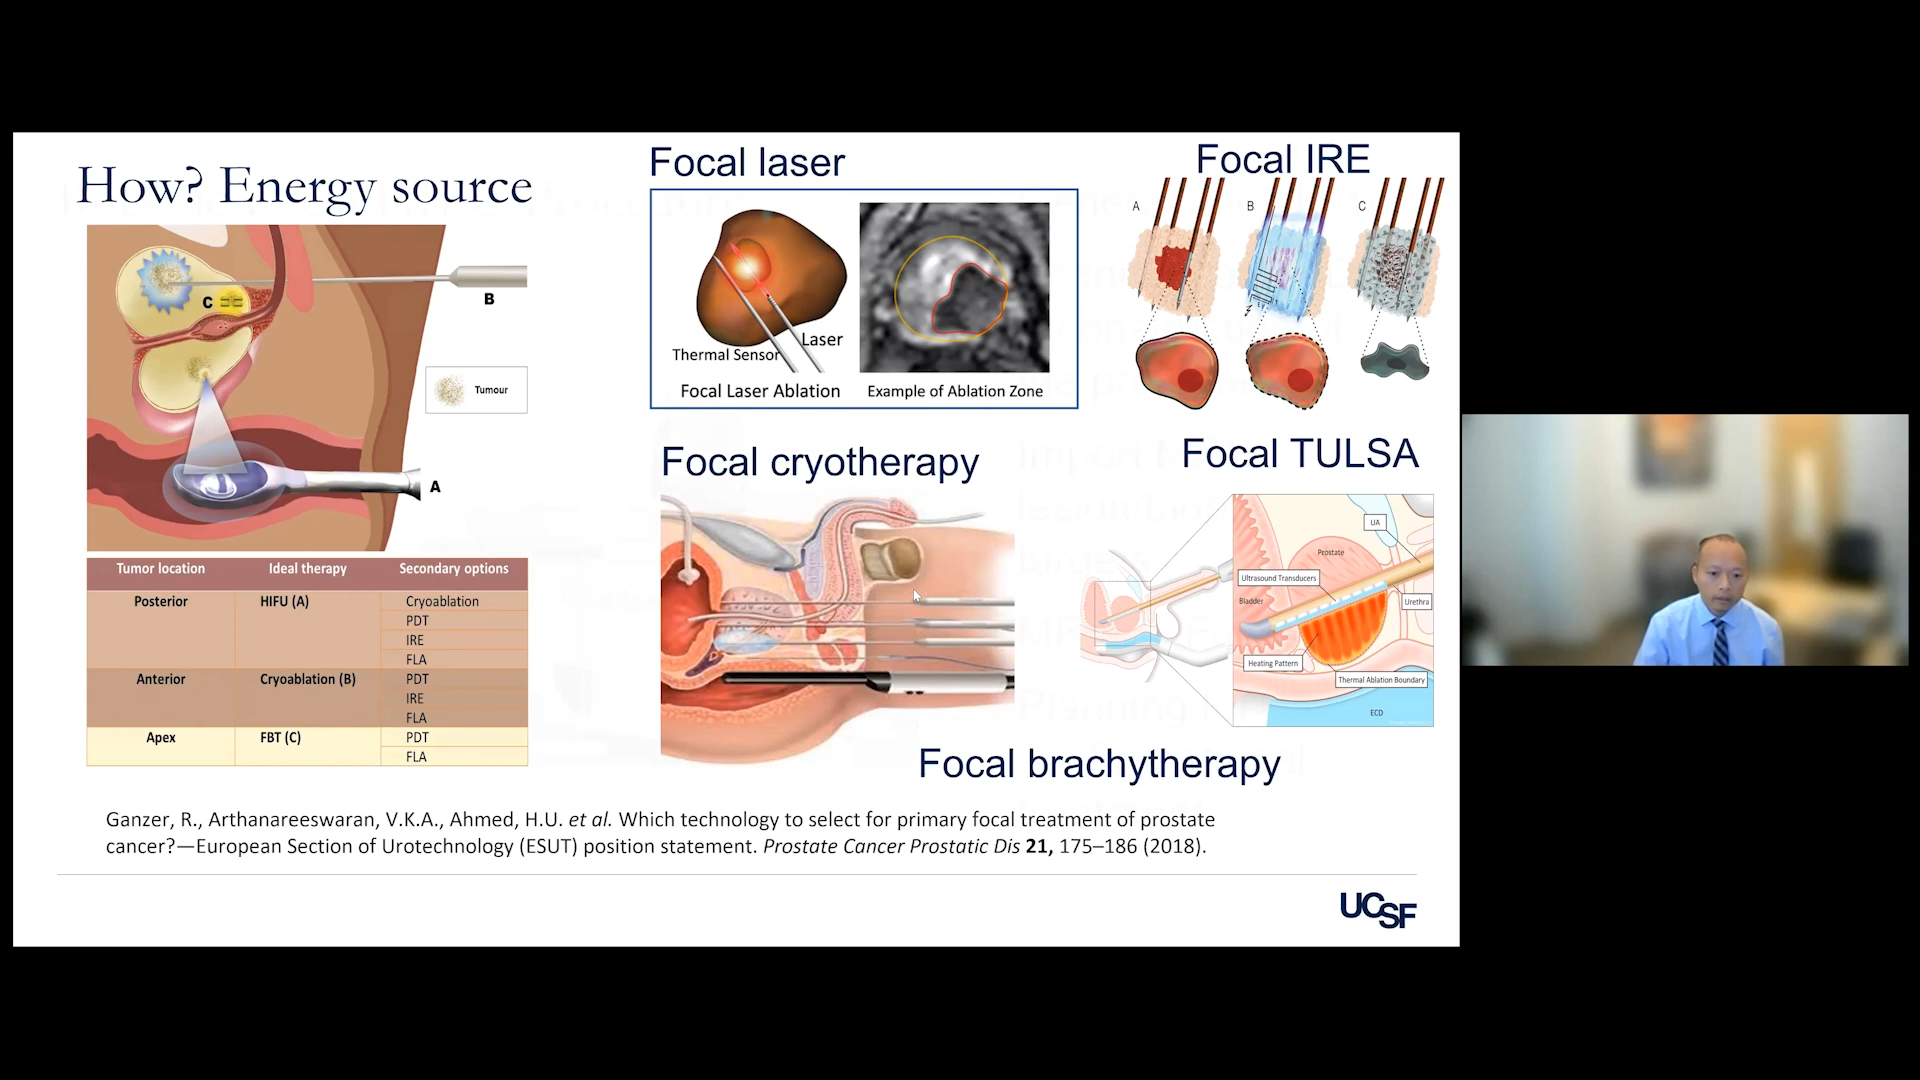 How? Energy source
C
B
Tumour
A
Tumor location Ideal therapy Secondary options
Posterior HIFU (A) Cryoablation
PDT
IRE
FLA
Anterior Cryoablation (B) PDT
IRE
FLA
Apex FBT (C) PDT
FLA
Focal laser
Thermal Sensor
Laser
Focal Laser Ablation
Example of Ablation Zone
Focal IRE
A B C
Focal cryotherapy
Focal TULSA
UA
Prostate
Ultrasound Transducers
Bladder
Urethra
Heating Pattern
Thermal Ablation Boundary
ECD
Focal brachytherapy
Ganzer, R., Arthanareeswaran, V.K.A., Ahmed, H.U. et al. Which technology to select for primary focal treatment of prostate
cancer?—European Section of Urotechnology (ESUT) position statement. Prostate Cancer Prostatic Dis 21, 175–186 (2018).
UCSF